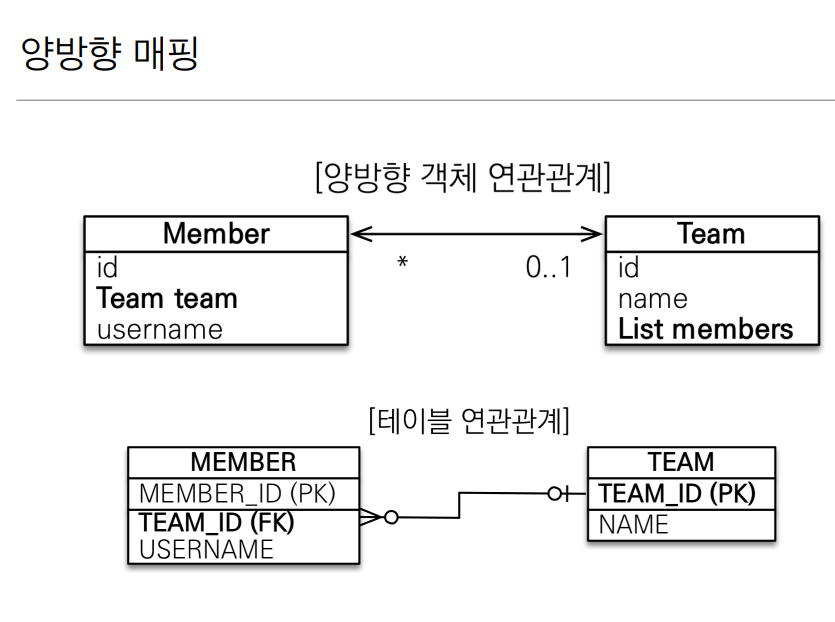 양방향 매핑
[양방향 객체 연관관계]
Member
id
Team team
username
*
0..1
Team
id
name
List members
[테이블 연관관계]
MEMBER
MEMBER_ID (PK)
TEAM_ID (FK)
USERNAME
TEAM
TEAM_ID (PK)
NAME